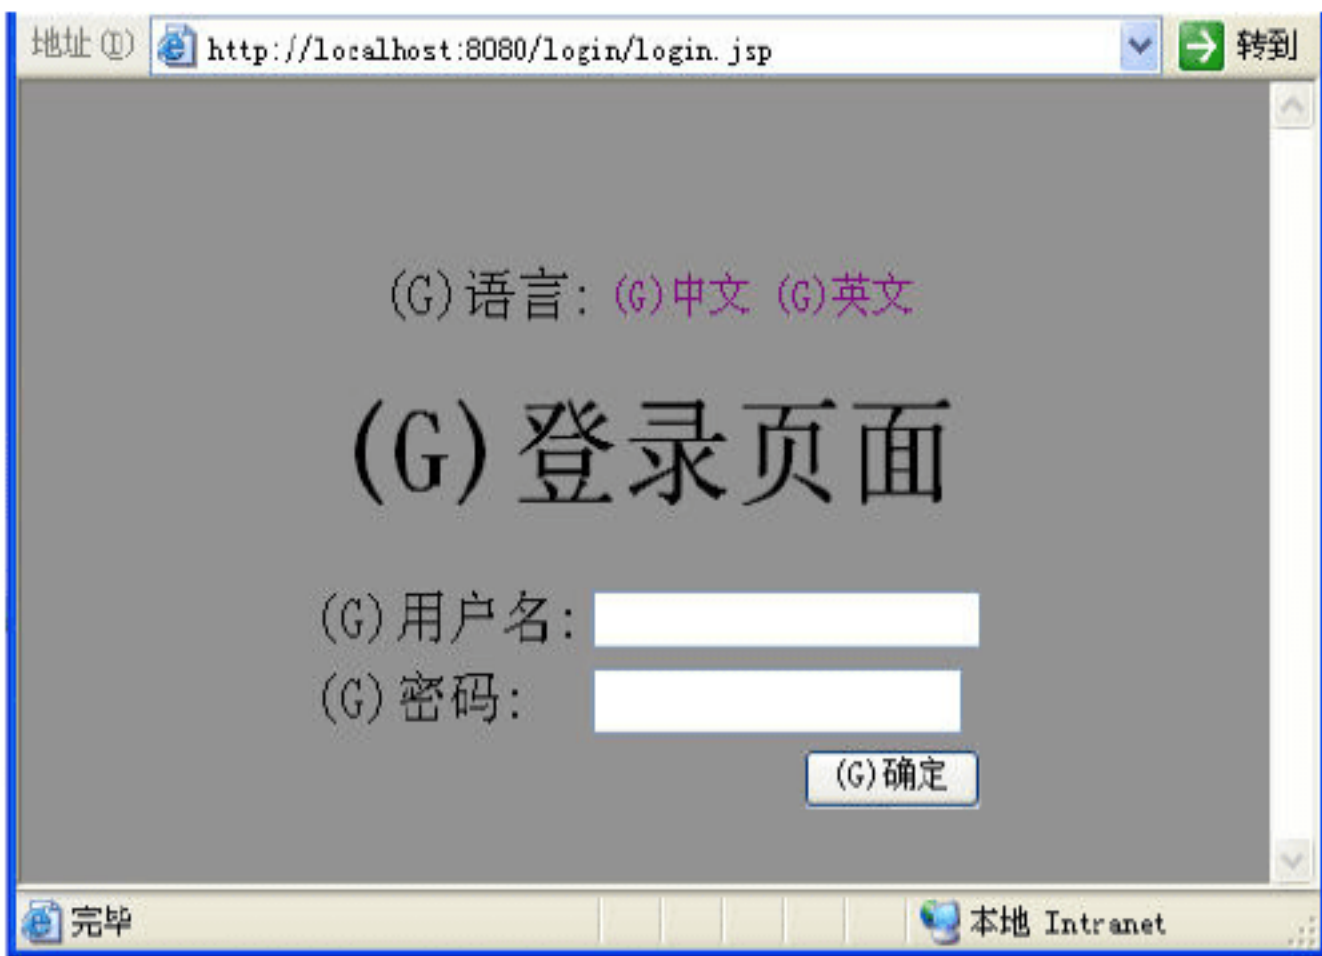 地址(D) http://localhost:8080/login/login.jsp 转到
(G)语言: (G)中文 (G)英文
(G)登录页面
(G)用户名:
(G)密码:
(G)确定
完毕 本地 Intranet